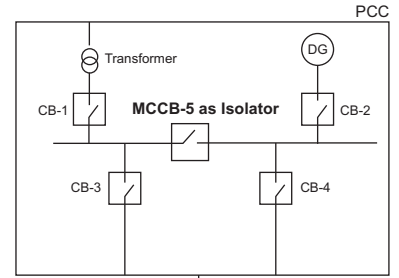 PCC
Transformer
DG
CB-1
MCCB-5 as Isolator
CB-2
CB-3
CB-4